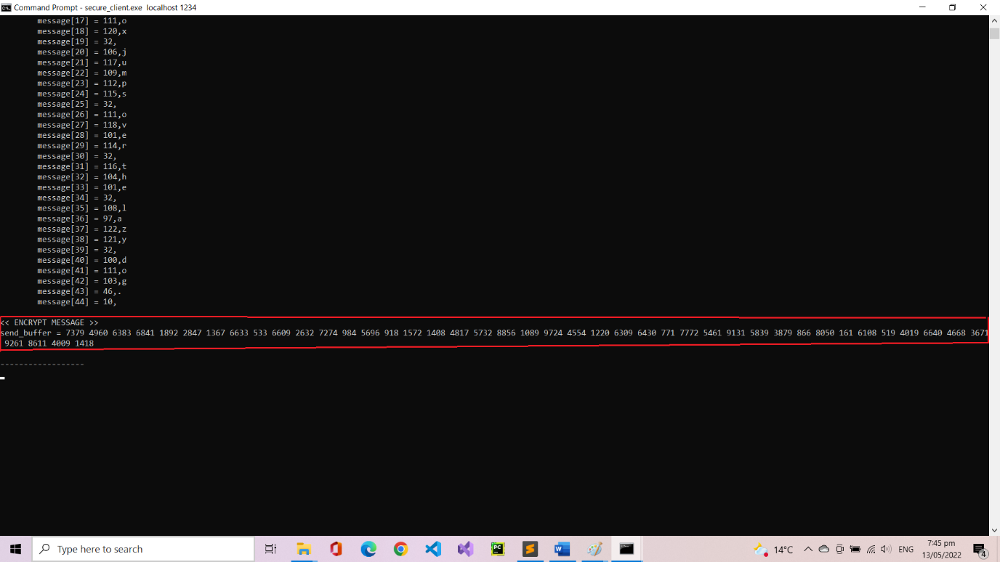 Command Prompt - secure_client.exe  localhost 1234
message[17] = 111,o
message[18] = 120,x
message[19] = 32,
message[20] = 106,j
message[21] = 117,u
message[22] = 109,m
message[23] = 112,p
message[24] = 115,s
message[25] = 32,
message[26] = 111,o
message[27] = 118,v
message[28] = 101,e
message[29] = 114,r
message[30] = 32,
message[31] = 116,t
message[32] = 104,h
message[33] = 101,e
message[34] = 32,
message[35] = 108,l
message[36] = 97,a
message[37] = 122,z
message[38] = 121,y
message[39] = 32,
message[40] = 100,d
message[41] = 111,o
message[42] = 103,g
message[43] = 46,.
message[44] = 10,
<< ENCRYPT MESSAGE >>
send_buffer = 7379 4960 6383 6841 1892 2847 1367 6633 533 6609 2632 7274 984 5696 918 1572 1408 4817 5732 8856 1089 9724 4554 1220 6309 6430 771 7772 5461 9131 5839 3879 866 8050 161 6108 519 4019 6640 4668 3671
9261 8611 4009 1418
------------------
Type here to search
14°C
ENG
7:45 pm
13/05/2022
4